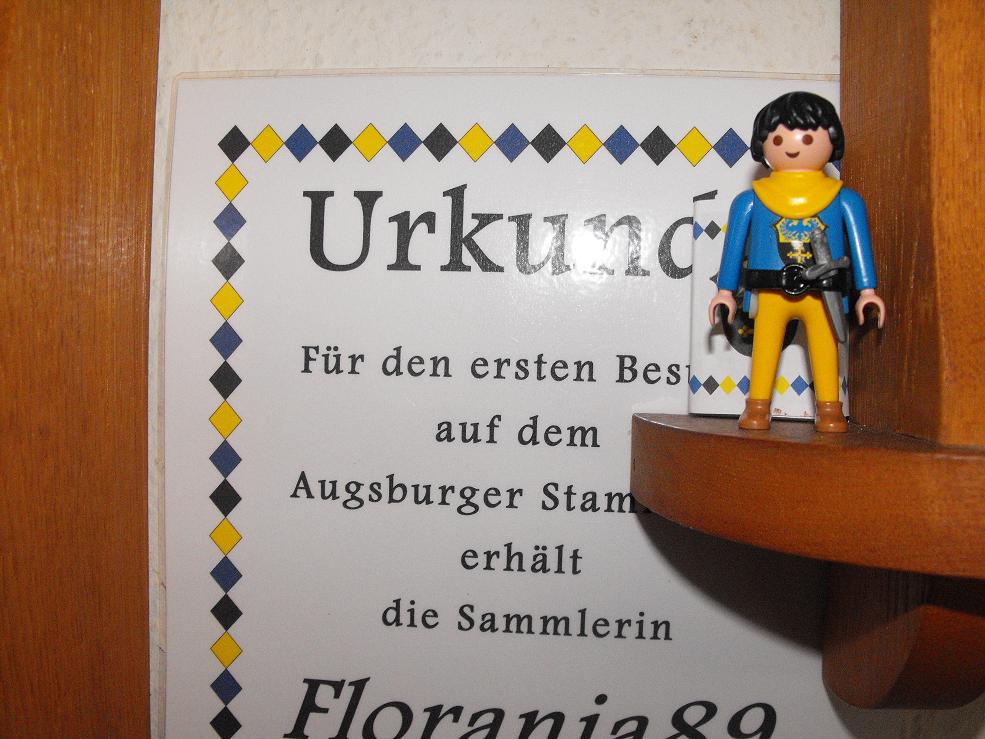 Urkund
Für den ersten Bes
auf dem
Augsburger Stam
erhält
die Sammlerin
Florania89